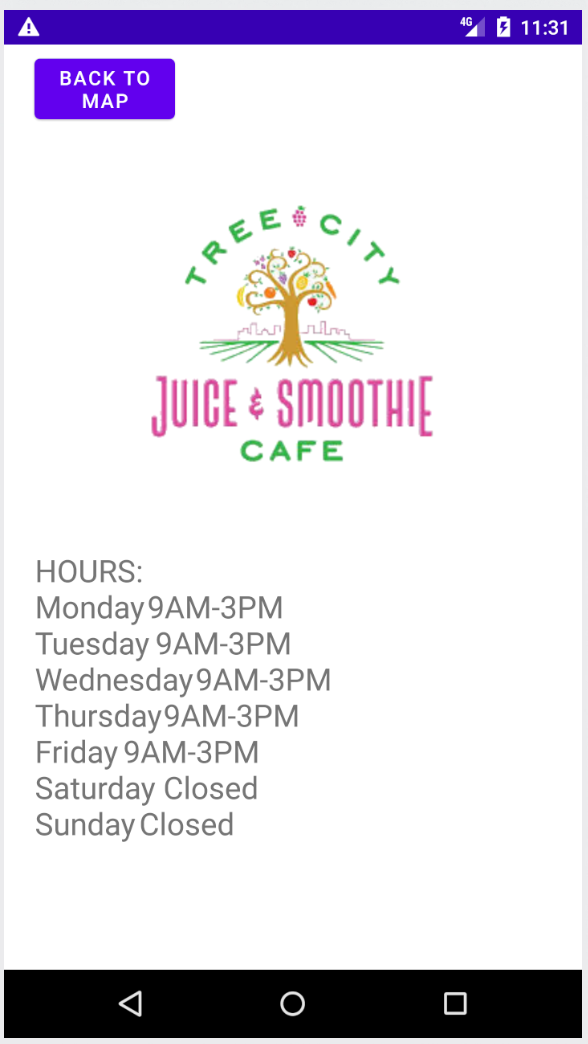 4G 11:31
BACK TO
MAP
TREE CITY
JUICE & SMOOTHIE
CAFE
HOURS:
Monday 9AM-3PM
Tuesday 9AM-3PM
Wednesday 9AM-3PM
Thursday 9AM-3PM
Friday 9AM-3PM
Saturday Closed
Sunday Closed